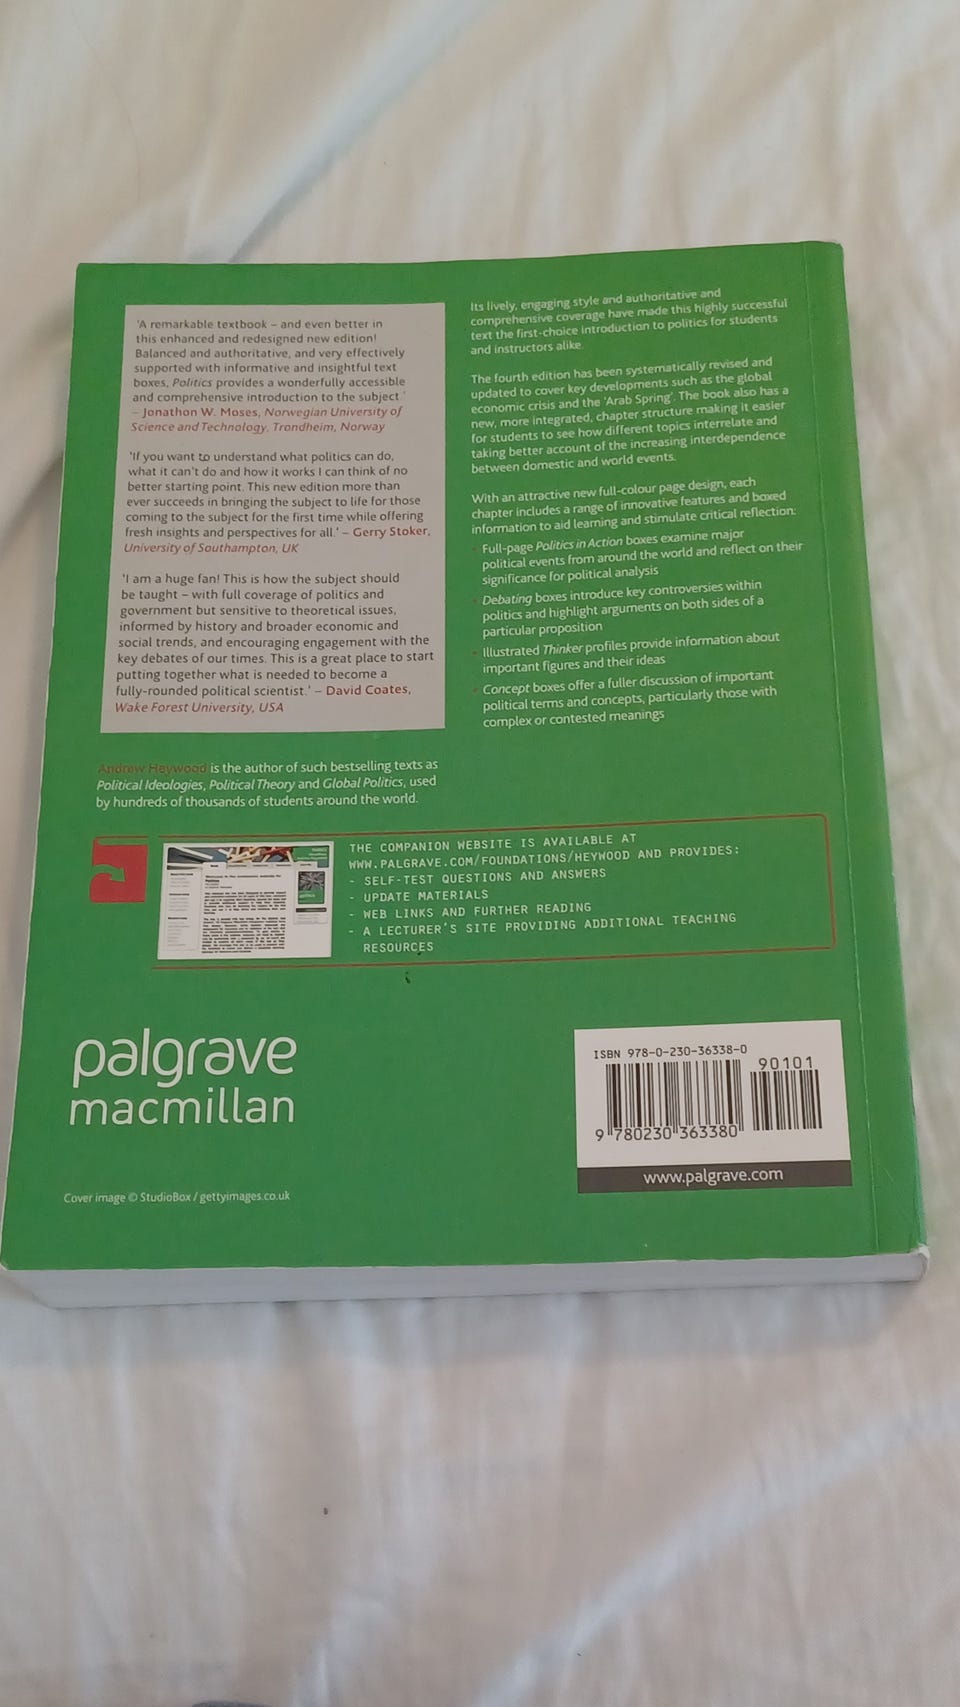 'A remarkable textbook – and even better in
this enhanced and redesigned new edition!
Balanced and authoritative, and very effectively
supported with informative and insightful text
boxes, Politics provides a wonderfully accessible
and comprehensive introduction to the subject.'
– Jonathon W. Moses, Norwegian University of
Science and Technology, Trondheim, Norway
'If you want to understand what politics can do,
what it can't do and how it works I can think of no
better starting point. This new edition more than
ever succeeds in bringing the subject to life for those
coming to the subject for the first time while offering
fresh insights and perspectives for all.' – Gerry Stoker,
University of Southampton, UK
'I am a huge fan! This is how the subject should
be taught – with full coverage of politics and
government but sensitive to theoretical issues,
informed by history and broader economic and
social trends, and encouraging engagement with the
key debates of our times. This is a great place to start
putting together what is needed to become a
fully-rounded political scientist.' – David Coates,
Wake Forest University, USA
Andrew Heywood is the author of such bestselling texts as
Political Ideologies, Political Theory and Global Politics, used
by hundreds of thousands of students around the world.
Its lively, engaging style and authoritative and
comprehensive coverage have made this highly successful
text the first-choice introduction to politics for students
and instructors alike.
The fourth edition has been systematically revised and
updated to cover key developments such as the global
economic crisis and the 'Arab Spring'. The book also has a
new, more integrated, chapter structure making it easier
for students to see how different topics interrelate and
taking better account of the increasing interdependence
between domestic and world events.
With an attractive new full-colour page design, each
chapter includes a range of innovative features and boxed
information to aid learning and stimulate critical reflection:
Full-page Politics in Action boxes examine major
political events from around the world and reflect on their
significance for political analysis
Debating boxes introduce key controversies within
politics and highlight arguments on both sides of a
particular proposition
Illustrated Thinker profiles provide information about
important figures and their ideas
Concept boxes offer a fuller discussion of important
political terms and concepts, particularly those with
complex or contested meanings
THE COMPANION WEBSITE IS AVAILABLE AT
WWW.PALGRAVE.COM/FOUNDATIONS/HEYWOOD AND PROVIDES:
- SELF-TEST QUESTIONS AND ANSWERS
- UPDATE MATERIALS
- WEB LINKS AND FURTHER READING
- A LECTURER'S SITE PROVIDING ADDITIONAL TEACHING
RESOURCES
palgrave
macmillan
Cover image © StudioBox / gettyimages.co.uk
ISBN 978-0-230-36338-0
90101
9 780230 363380
www.palgrave.com